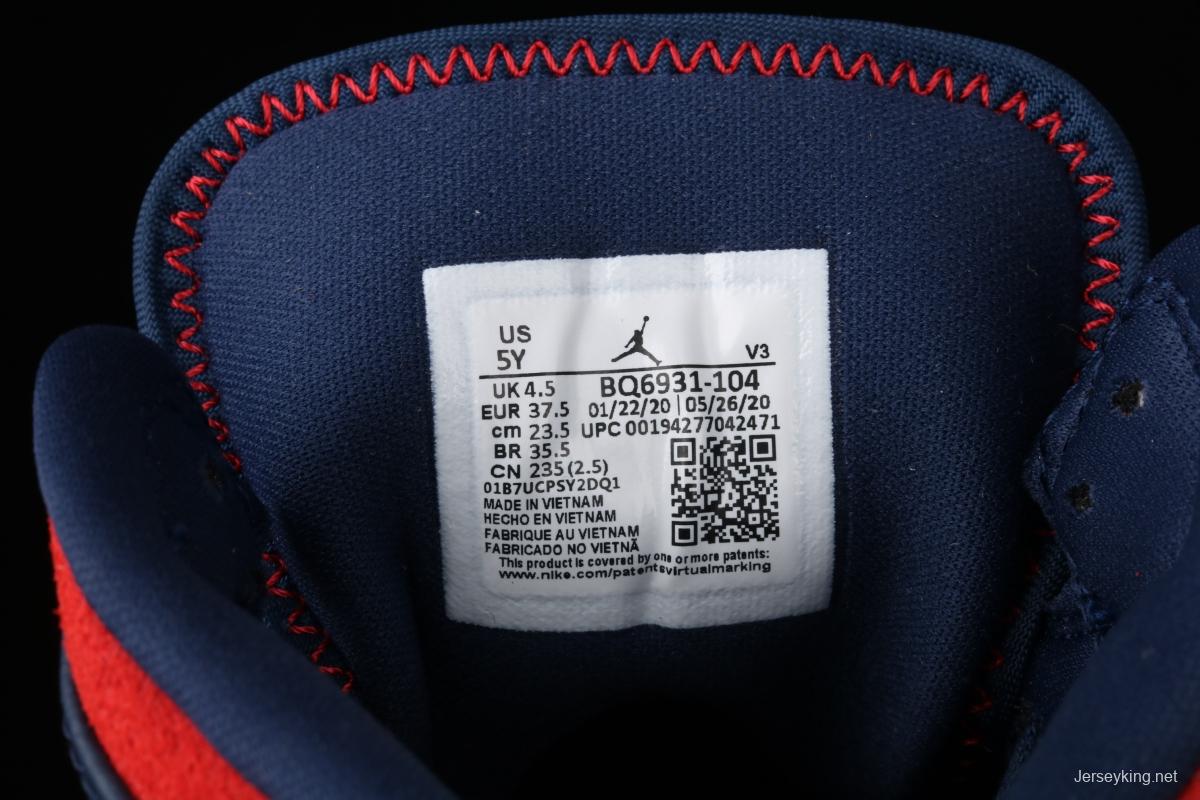 US
5Y
V3
UK 4.5
BQ6931-104
EUR 37.5
01/22/20 | 05/26/20
cm 23.5
UPC 00194277042471
BR 35.5
CN 235(2.5)
01B7UCPSY2DQ1
MADE IN VIETNAM
HECHO EN VIETNAM
FABRIQUE AU VIETNAM
FABRICADO NO VIETNÃ
This product is covered by one or more patents:
www.nike.com/patentsvirtualmarking
Jerseyking.net